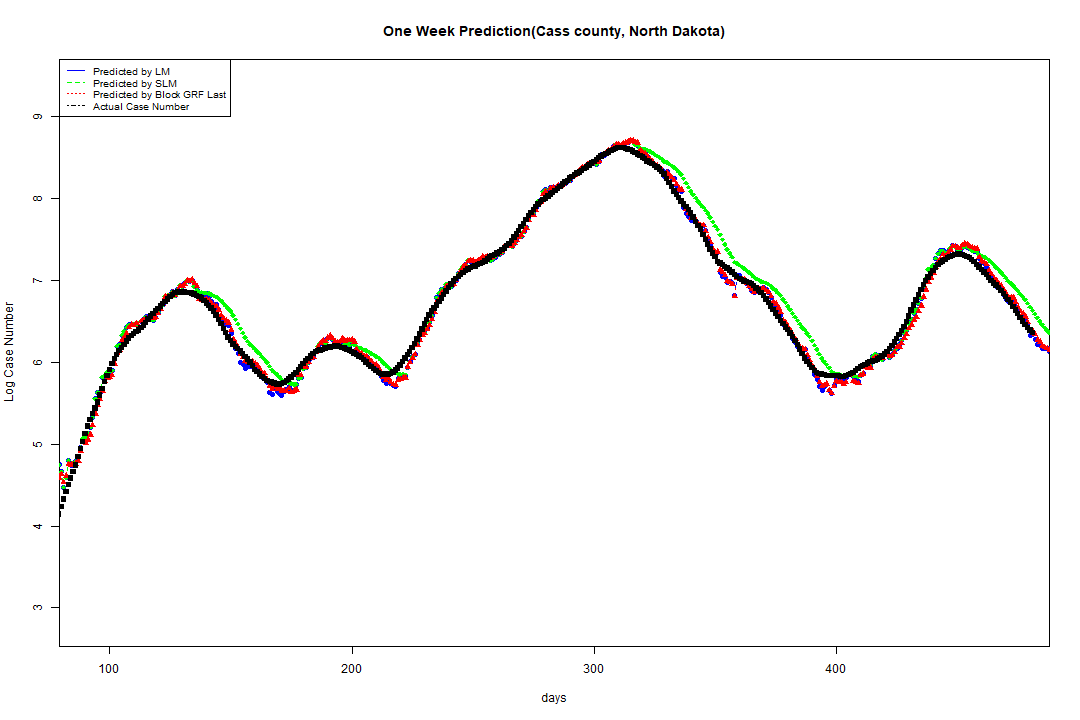 One Week Prediction(Cass county, North Dakota)
Predicted by LM
Predicted by SLM
Predicted by Block GRF Last
Actual Case Number
9
8
7
6
5
4
3
Log Case Number
100 200 300 400
days